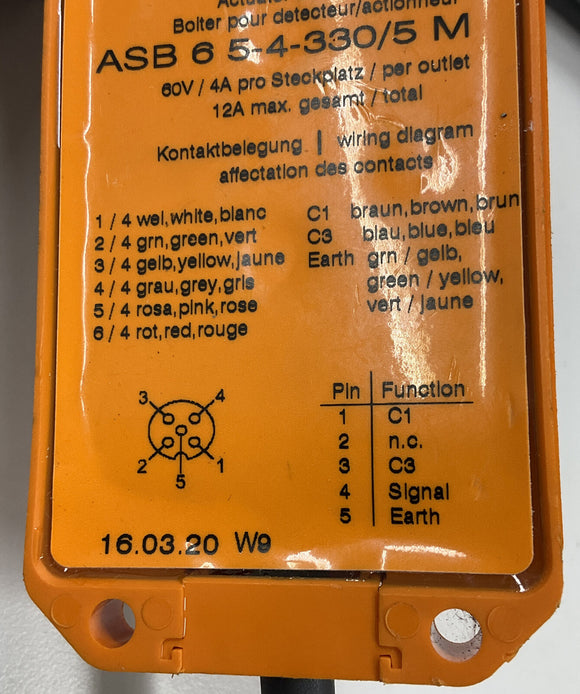 Actuator
Boîter pour detecteur/actionneur
ASB 6 5-4-330/5 M
60V / 4A pro Steckplatz / per outlet
12A max. gesamt / total
Kontaktbelegung | wiring diagram
affectation des contacts
1 / 4 wei,white,blanc
2 / 4 grn,green,vert
3 / 4 gelb,yellow,jaune
4 / 4 grau,grey,gris
5 / 4 rosa,pink,rose
6 / 4 rot,red,rouge
C1 braun,brown,brun
C3 blau,blue,bleu
Earth grn / gelb,
green / yellow,
vert / jaune
3 4
2 1
5
Pin Function
1 C1
2 n.c.
3 C3
4 Signal
5 Earth
16.03.20 W9